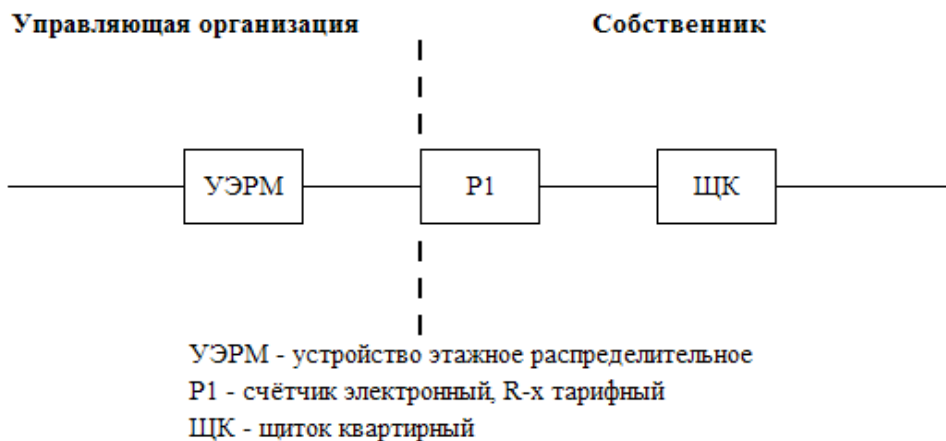 Управляющая организация Собственник
УЭРМ Р1 ЩК
УЭРМ - устройство этажное распределительное
Р1 - счётчик электронный, R-х тарифный
ЩК - щиток квартирный